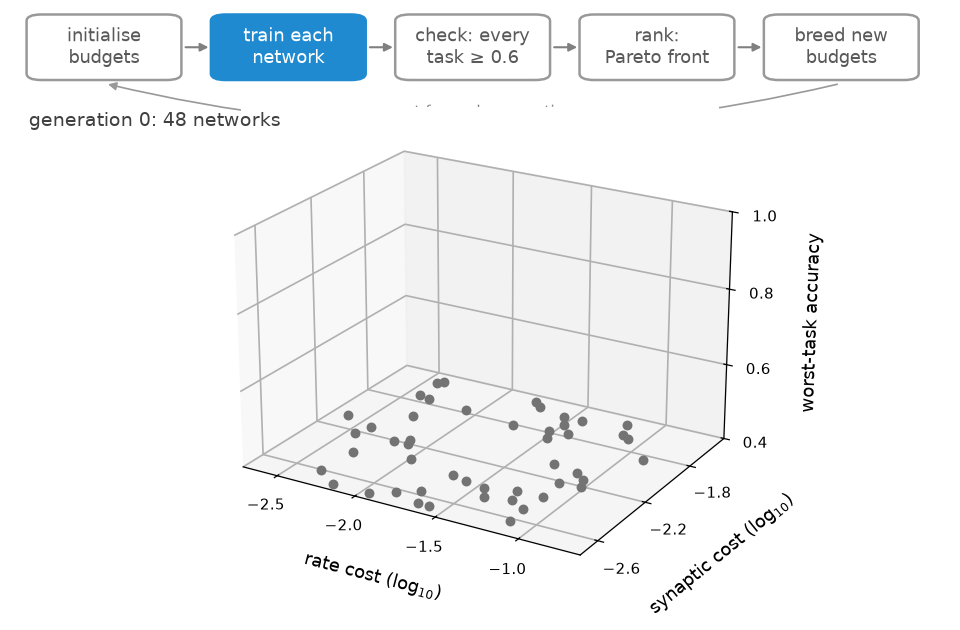 initialise
budgets
train each
network
check: every
task ≥ 0.6
rank:
Pareto front
breed new
budgets
generation 0: 48 networks
1.0
0.8
0.6
0.4
worst-task accuracy
−2.5
−2.0
−1.5
−1.0
rate cost (log₁₀)
−1.8
−2.2
−2.6
synaptic cost (log₁₀)